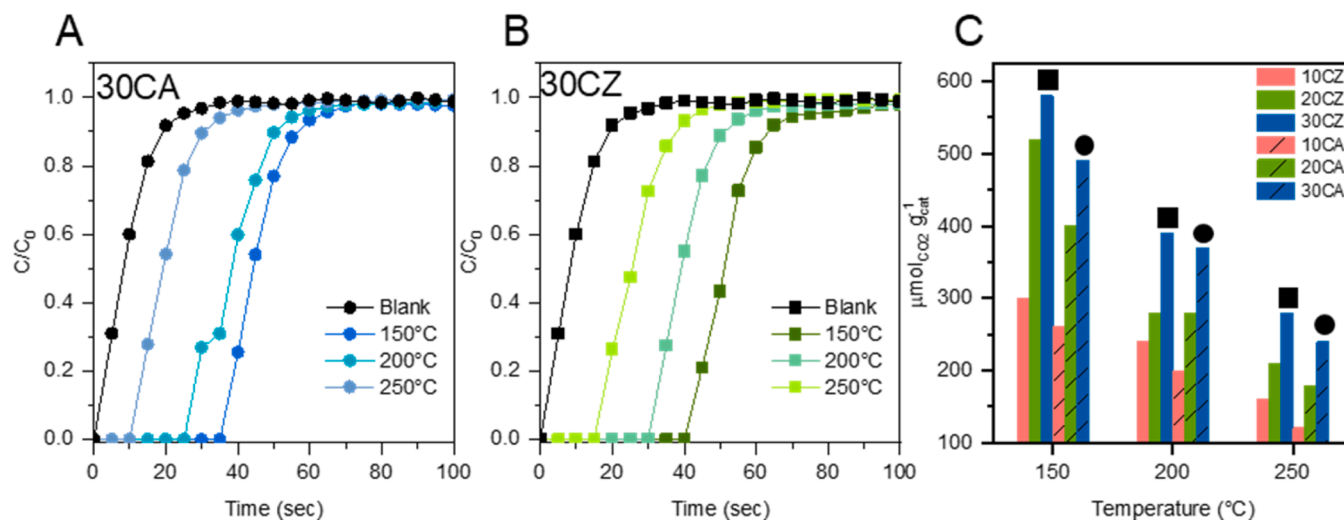 A
30CA
C/C₀
1.0
0.8
0.6
0.4
0.2
0.0
Blank
150°C
200°C
250°C
0 20 40 60 80 100
Time (sec)
B
30CZ
C/C₀
1.0
0.8
0.6
0.4
0.2
0.0
Blank
150°C
200°C
250°C
0 20 40 60 80 100
Time (sec)
C
μmol_CO2 g_cat⁻¹
600
500
400
300
200
100
10CZ
20CZ
30CZ
10CA
20CA
30CA
150 200 250
Temperature (°C)